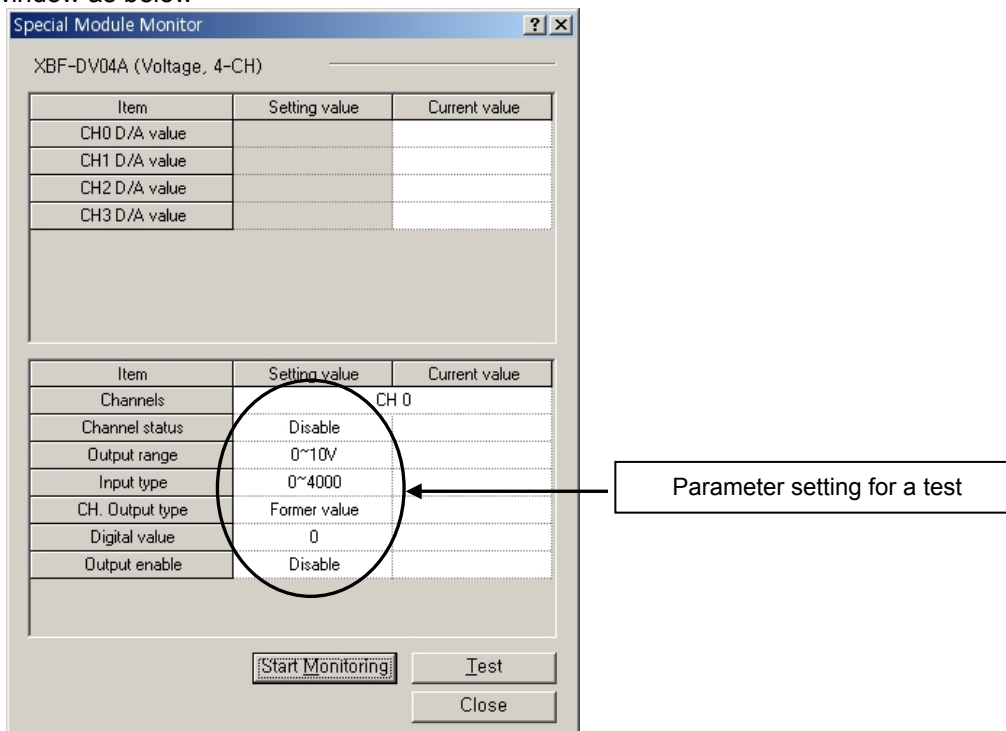 window as below
Special Module Monitor
XBF-DV04A (Voltage, 4-CH)
Item Setting value Current value
CH0 D/A value
CH1 D/A value
CH2 D/A value
CH3 D/A value
Item Setting value Current value
Channels CH 0
Channel status Disable
Output range 0~10V
Input type 0~4000
CH. Output type Former value
Digital value 0
Output enable Disable
Parameter setting for a test
Start Monitoring Test
Close